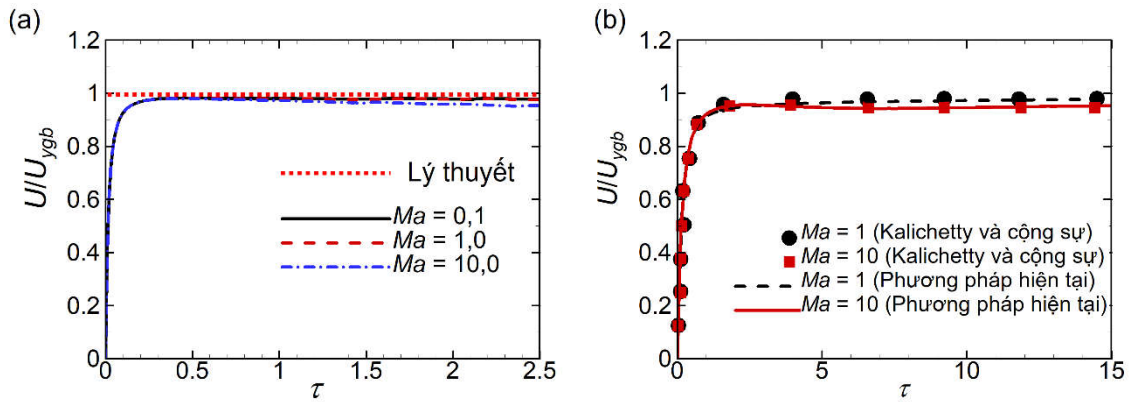 (a)
1.2
1
0.8
0.6
0.4
0.2
0
U/U_ygb
Lý thuyết
Ma = 0,1
Ma = 1,0
Ma = 10,0
0 0.5 1 1.5 2 2.5
τ
(b)
1.2
1
0.8
0.6
0.4
0.2
0
U/U_ygb
Ma = 1 (Kalichetty và cộng sự)
Ma = 10 (Kalichetty và cộng sự)
Ma = 1 (Phương pháp hiện tại)
Ma = 10 (Phương pháp hiện tại)
0 5 10 15
τ